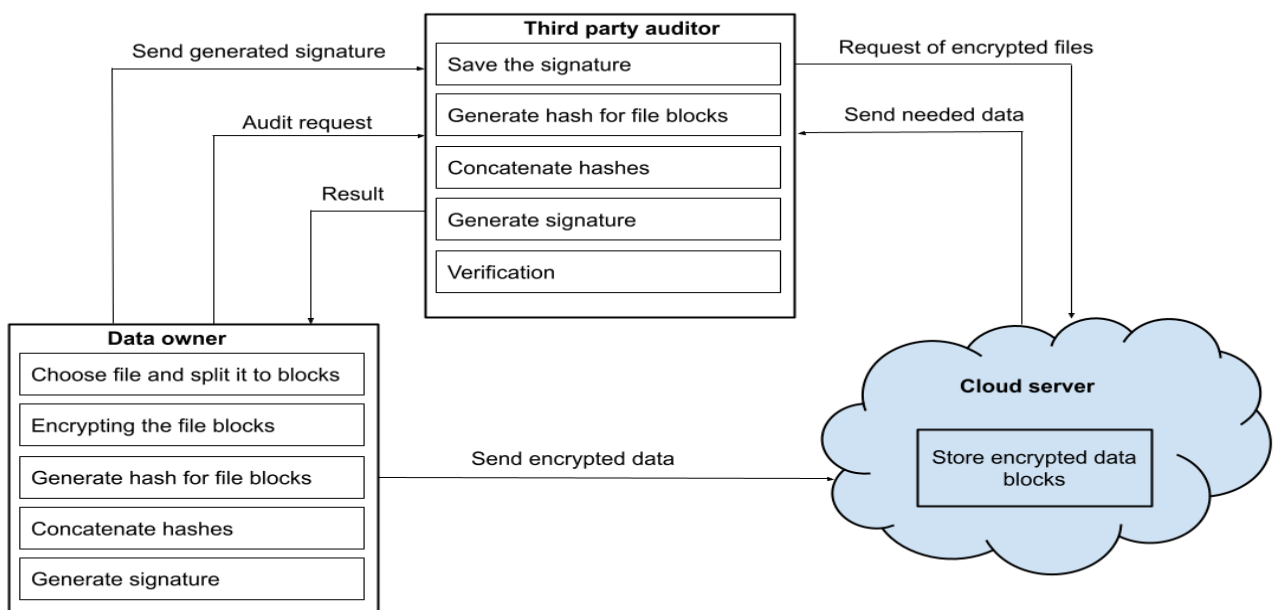 Third party auditor
Save the signature
Generate hash for file blocks
Concatenate hashes
Generate signature
Verification
Send generated signature
Audit request
Result
Request of encrypted files
Send needed data
Data owner
Choose file and split it to blocks
Encrypting the file blocks
Generate hash for file blocks
Concatenate hashes
Generate signature
Send encrypted data
Cloud server
Store encrypted data
blocks